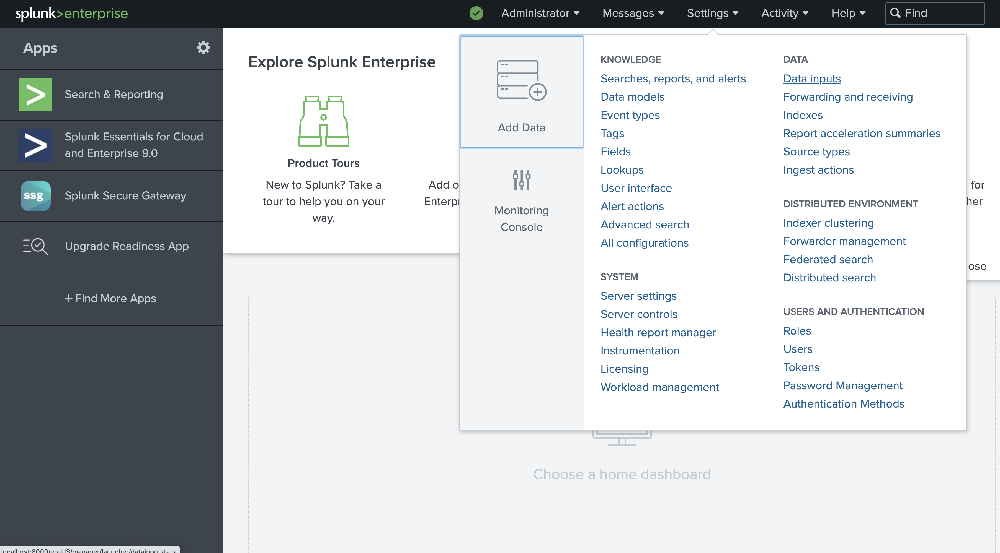 splunk>enterprise
Administrator
Messages
Settings
Activity
Help
Find
Apps
Search & Reporting
Splunk Essentials for Cloud
and Enterprise 9.0
ssg
Splunk Secure Gateway
Upgrade Readiness App
+ Find More Apps
Explore Splunk Enterprise
Product Tours
New to Splunk? Take a
tour to help you on your
way.
Add o
Enterp
Add Data
Monitoring
Console
KNOWLEDGE
Searches, reports, and alerts
Data models
Event types
Tags
Fields
Lookups
User interface
Alert actions
Advanced search
All configurations
SYSTEM
Server settings
Server controls
Health report manager
Instrumentation
Licensing
Workload management
DATA
Data inputs
Forwarding and receiving
Indexes
Report acceleration summaries
Source types
Ingest actions
DISTRIBUTED ENVIRONMENT
Indexer clustering
Forwarder management
Federated search
Distributed search
USERS AND AUTHENTICATION
Roles
Users
Tokens
Password Management
Authentication Methods
for
her
lose
Choose a home dashboard
localhost:8000/en-US/manager/launcher/datainputstats